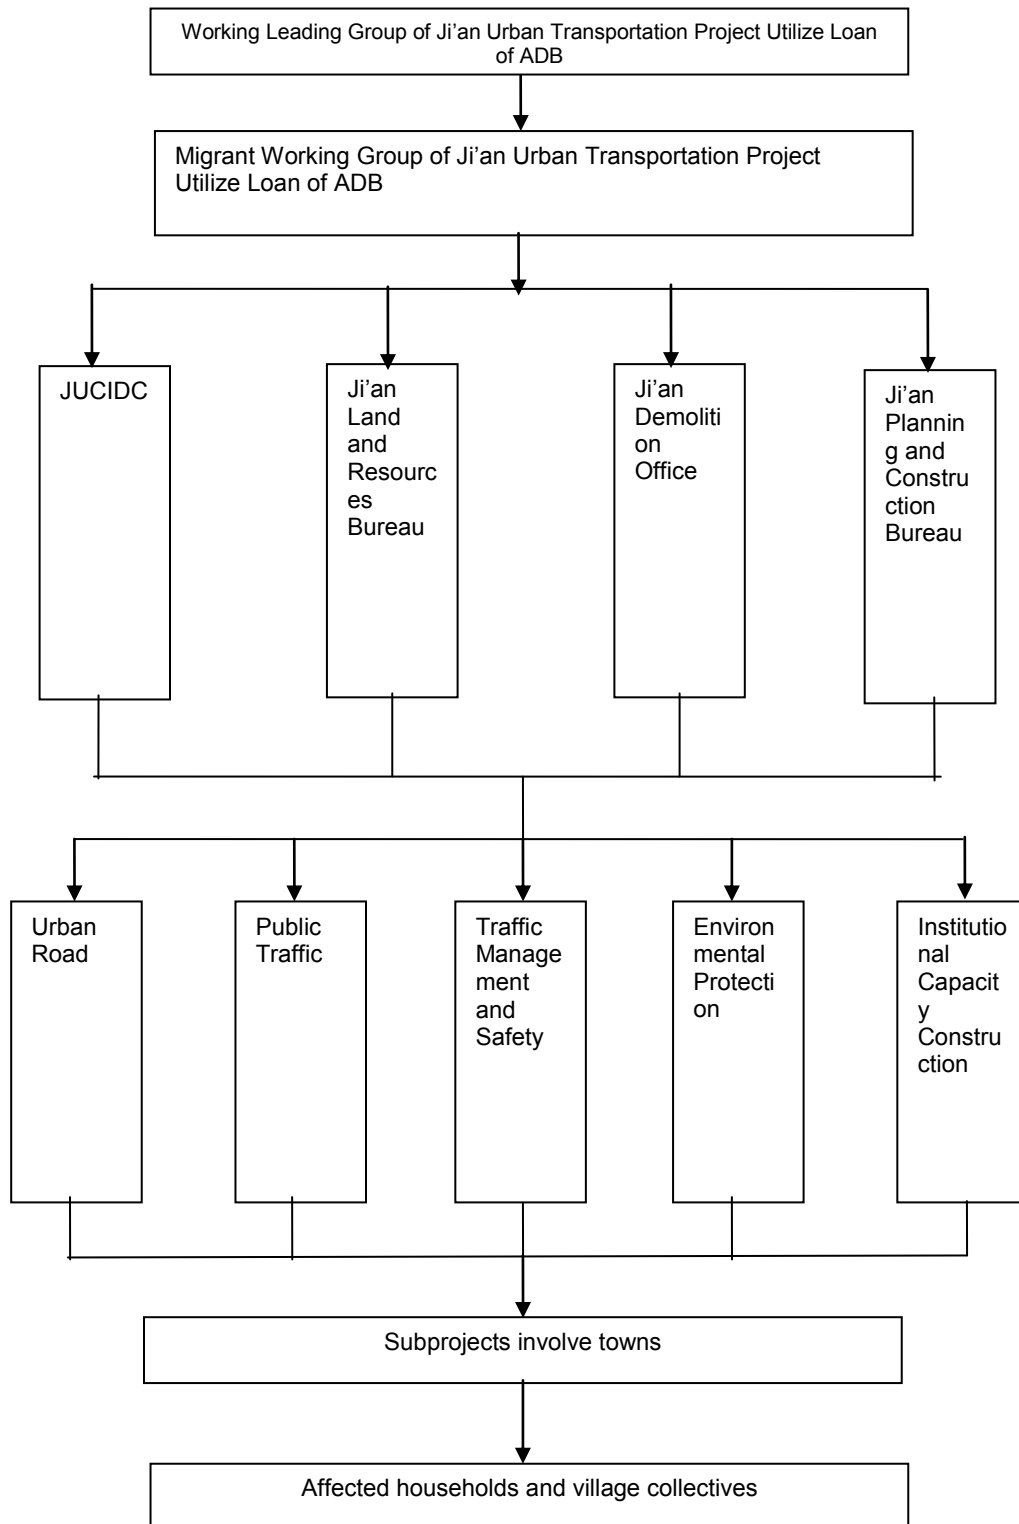 Working Leading Group of Ji’an Urban Transportation Project Utilize Loan
of ADB
Migrant Working Group of Ji’an Urban Transportation Project
Utilize Loan of ADB
JUCIDC
Ji’an
Land
and
Resourc
es
Bureau
Ji’an
Demoliti
on
Office
Ji’an
Plannin
g and
Constru
ction
Bureau
Urban
Road
Public
Traffic
Traffic
Manage
ment
and
Safety
Environ
mental
Protecti
on
Institutio
nal
Capacit
y
Constru
ction
Subprojects involve towns
Affected households and village collectives